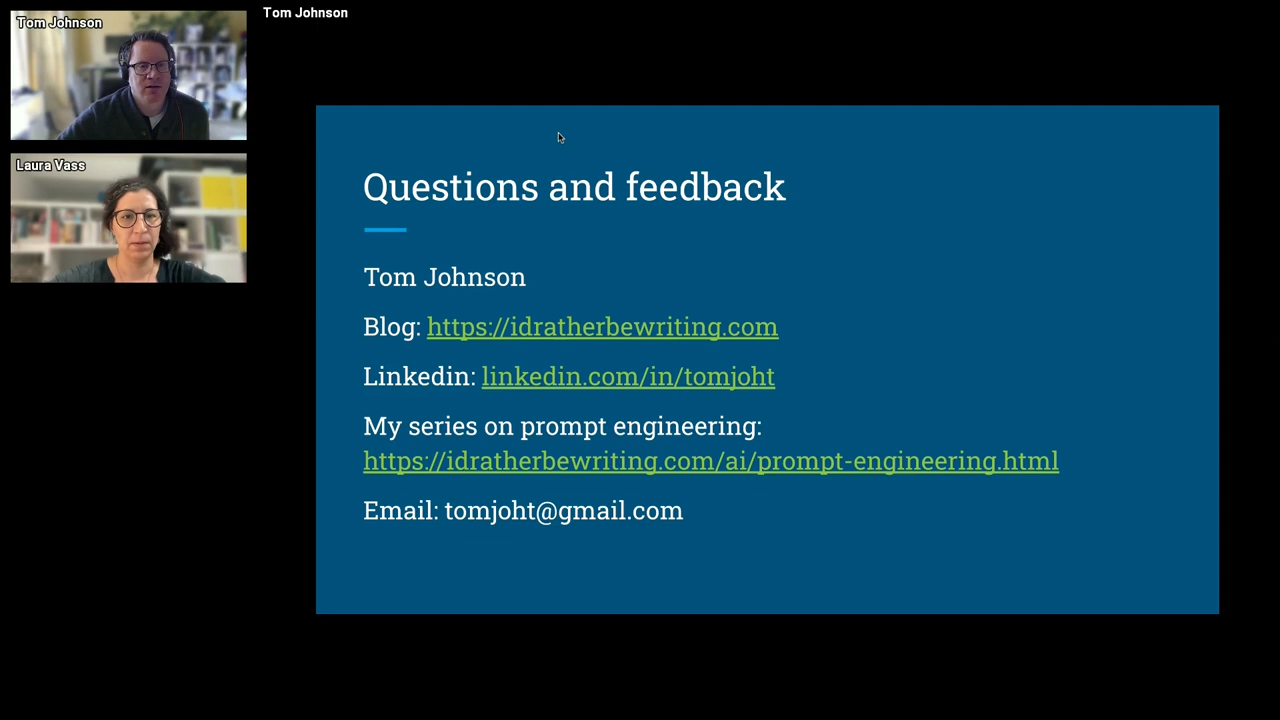 Tom Johnson
Tom Johnson
Laura Vass
Questions and feedback
Tom Johnson
Blog: https://idratherbewriting.com
Linkedin: linkedin.com/in/tomjoht
My series on prompt engineering:
https://idratherbewriting.com/ai/prompt-engineering.html
Email: tomjoht@gmail.com